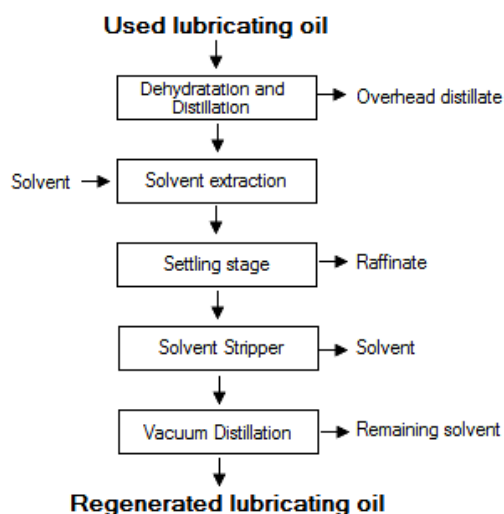 Used lubricating oil
Dehydratation and
Distillation
Overhead distillate
Solvent
Solvent extraction
Settling stage
Raffinate
Solvent Stripper
Solvent
Vacuum Distillation
Remaining solvent
Regenerated lubricating oil